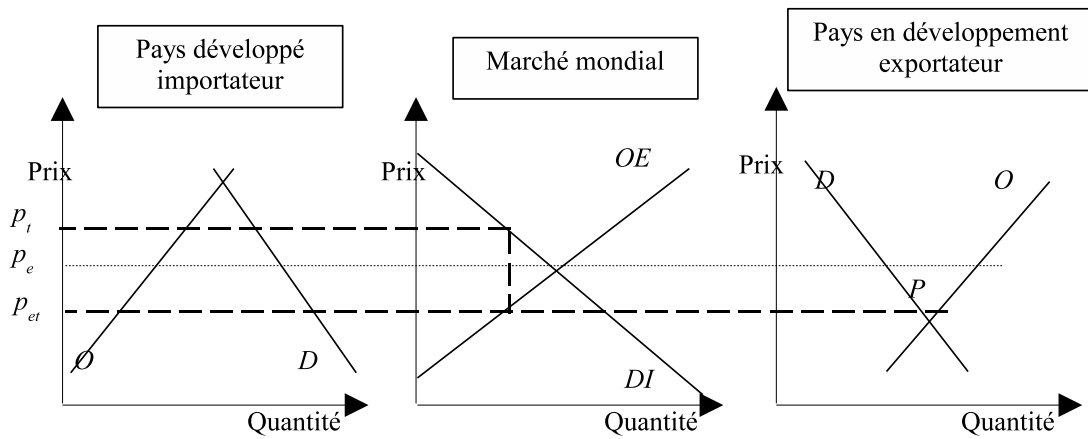 Pays développé
importateur
Marché mondial
Pays en développement
exportateur
Prix
Prix
Prix
OE
D
O
p_t
p_e
p_et
P
O
D
DI
Quantité
Quantité
Quantité